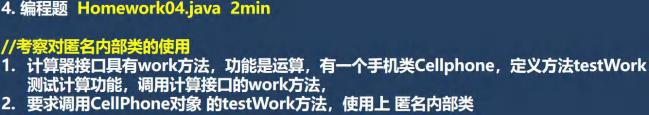 4. 编程题 Homework04.java 2min
//考察对匿名内部类的使用
1. 计算器接口具有work方法，功能是运算，有一个手机类Cellphone，定义方法testWork
测试计算功能，调用计算接口的work方法，
2. 要求调用CellPhone对象 的testWork方法，使用上 匿名内部类